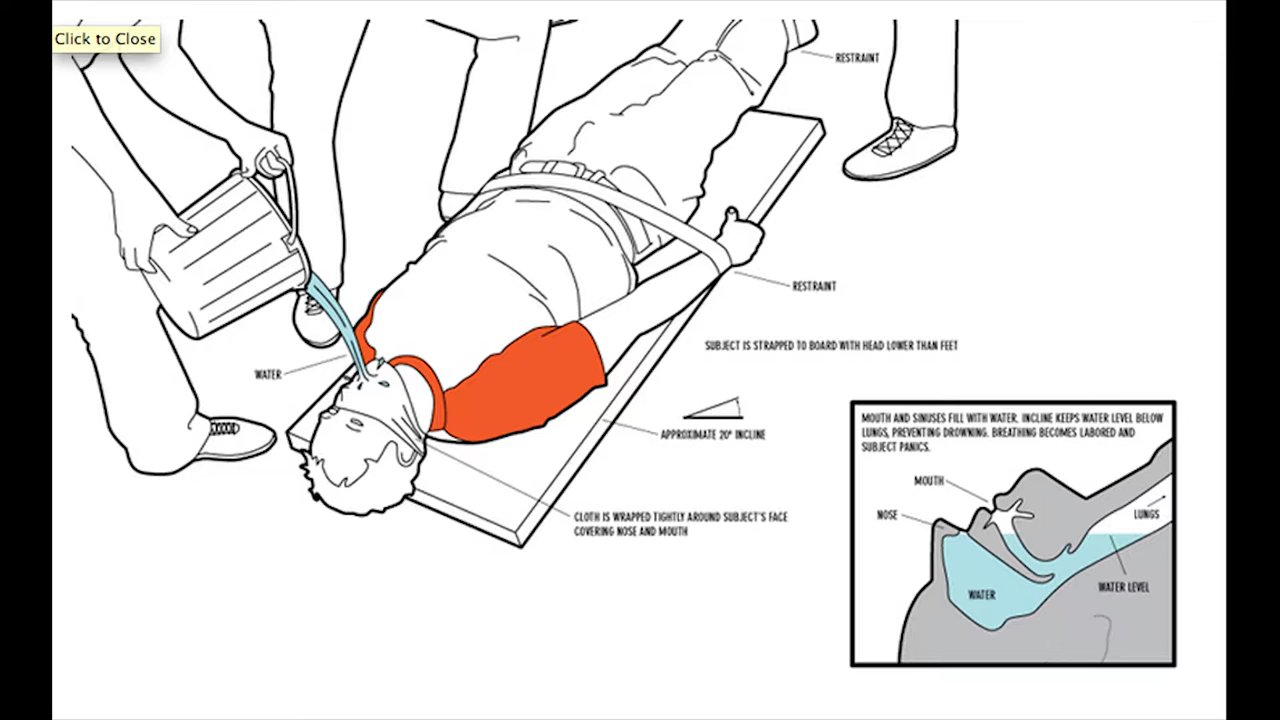 Click to Close
RESTRAINT
RESTRAINT
SUBJECT IS STRAPPED TO BOARD WITH HEAD LOWER THAN FEET
WATER
APPROXIMATE 20° INCLINE
CLOTH IS WRAPPED TIGHTLY AROUND SUBJECT'S FACE
COVERING NOSE AND MOUTH
MOUTH AND SINUSES FILL WITH WATER. INCLINE KEEPS WATER LEVEL BELOW
LUNGS, PREVENTING DROWNING. BREATHING BECOMES LABORED AND
SUBJECT PANICS.
MOUTH
NOSE
LUNGS
WATER
WATER LEVEL